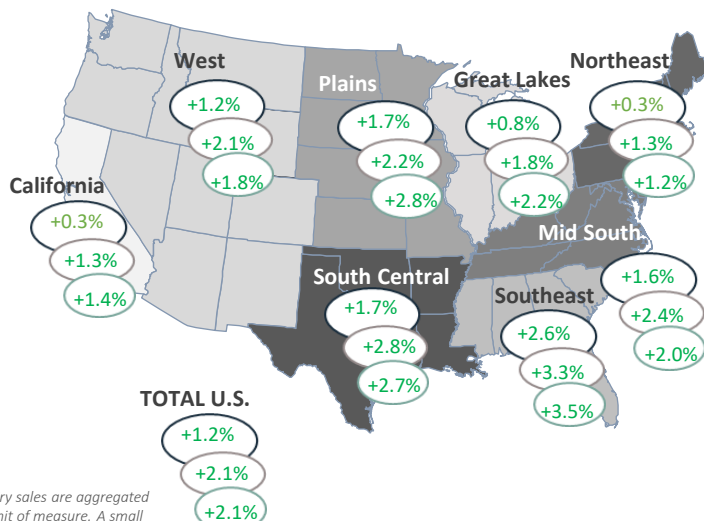 West
+1.2%
+2.1%
+1.8%
Plains
+1.7%
+2.2%
+2.8%
Great Lakes
+0.8%
+1.8%
+2.2%
Northeast
+0.3%
+1.3%
+1.2%
California
+0.3%
+1.3%
+1.4%
South Central
+1.7%
+2.8%
+2.7%
Southeast
+2.6%
+3.3%
+3.5%
Mid South
+1.6%
+2.4%
+2.0%
TOTAL U.S.
+1.2%
+2.1%
+2.1%
ry sales are aggregated
nit of measure. A small